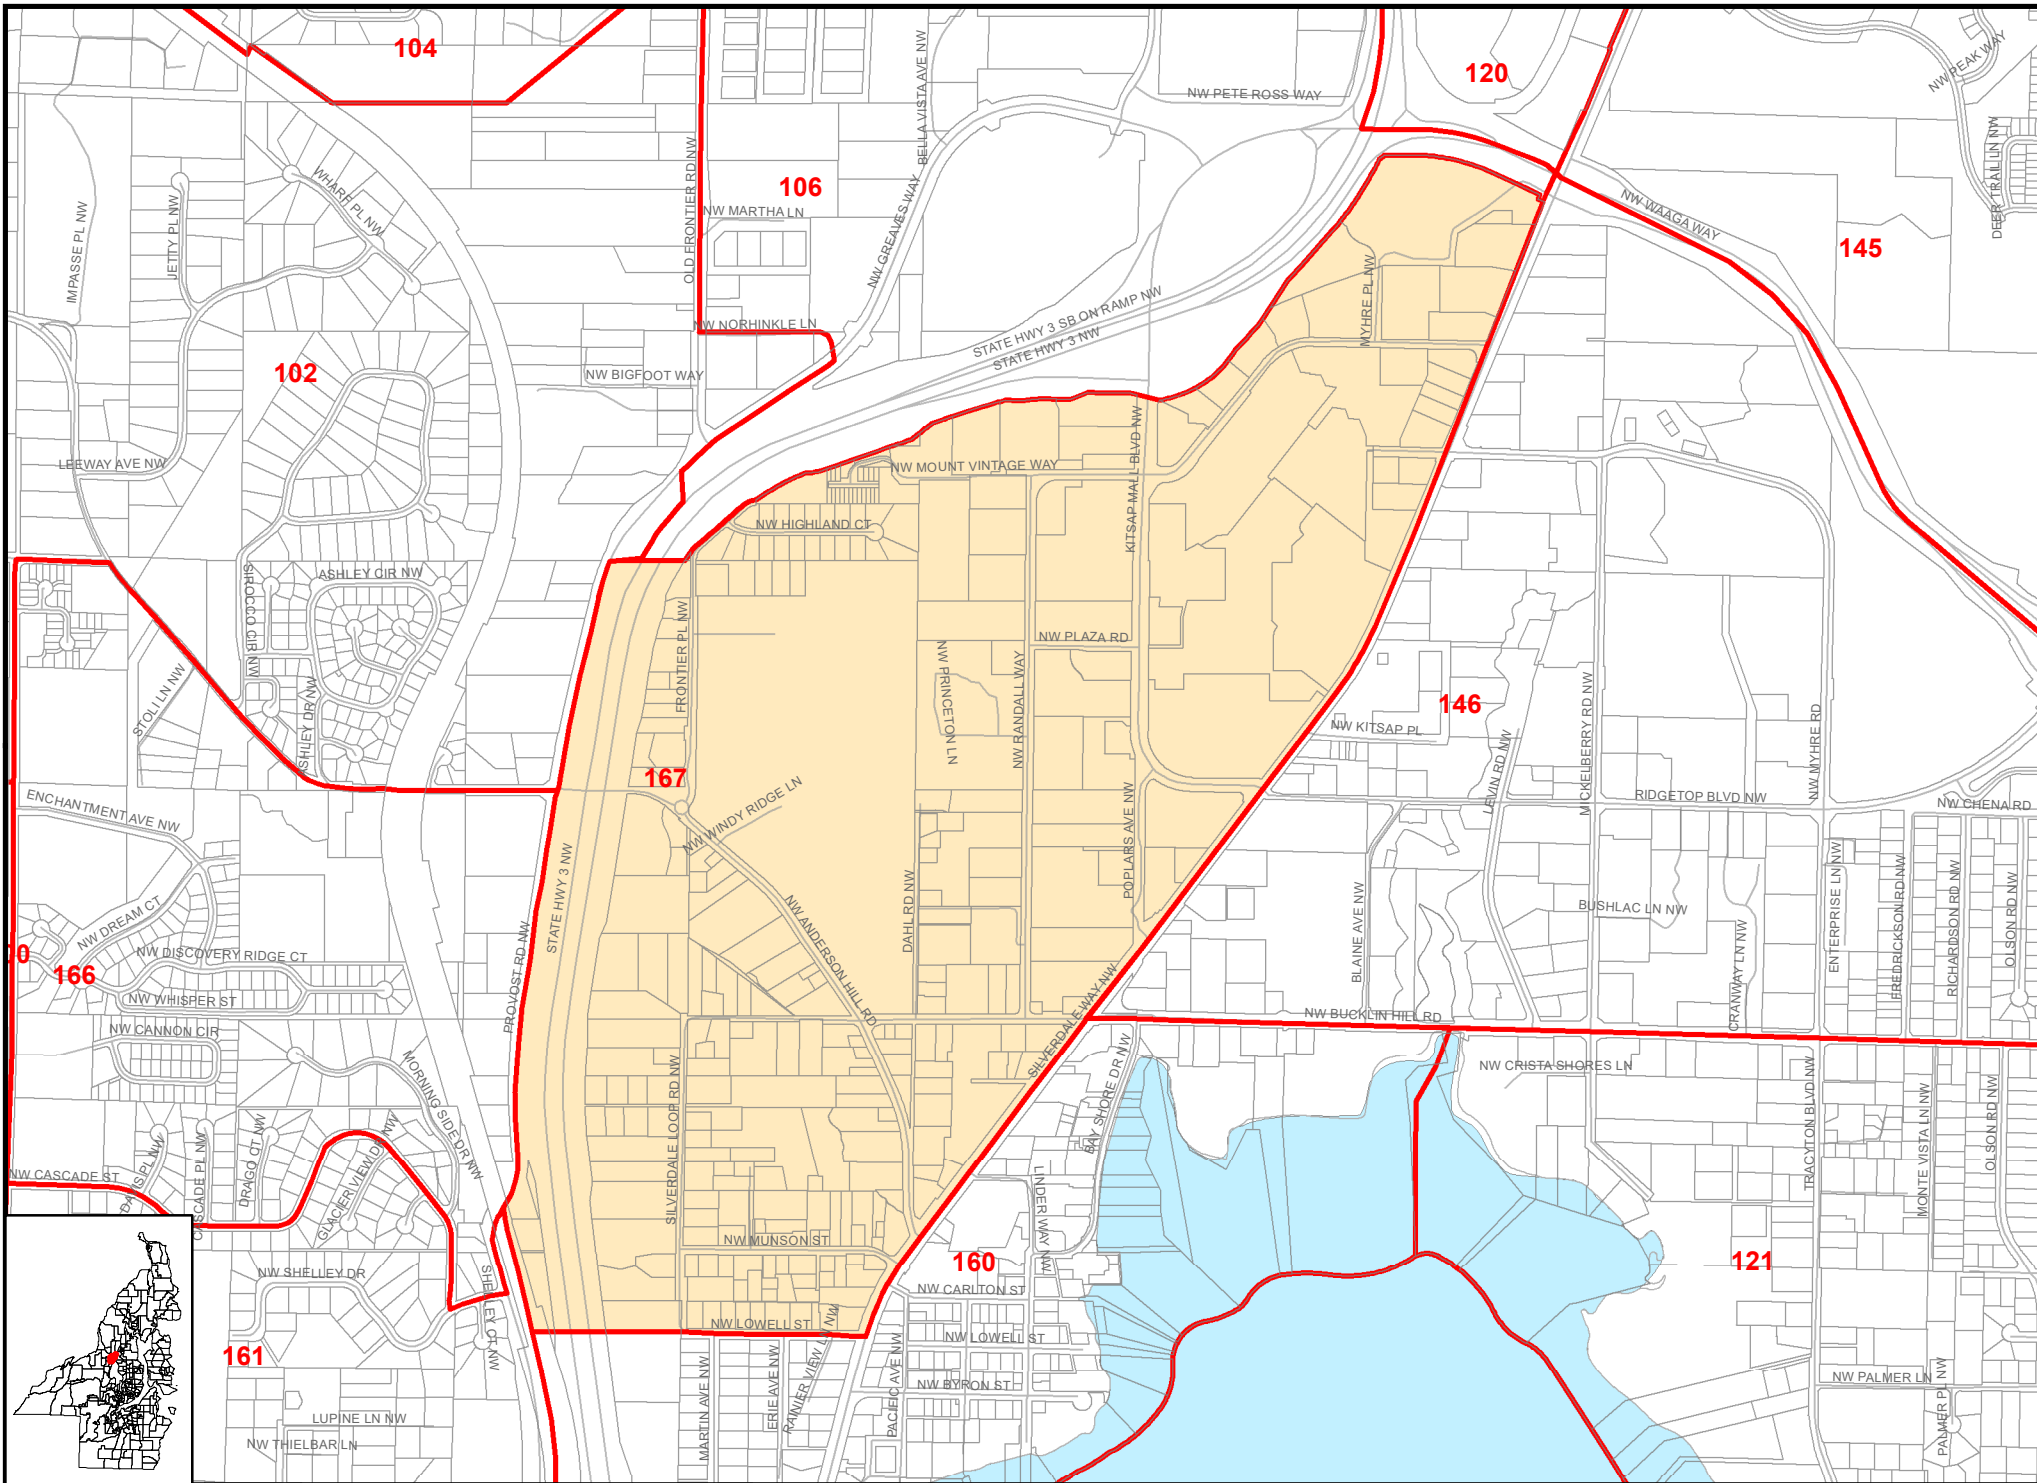 104
120
NW PEAK WAY
NW PETE ROSS WAY
BELLA VISTA AVE NW
DEER TRAIL LN NW
WHARF PL NW
OLD FRONTIER RD NW
106
NW MARTHA LN
NW WAAGA WAY
145
IMPASSE PL NW
JETTY PL NW
NW GREAVES WAY
MYHRE PL NW
STATE HWY 3 SB ON RAMP NW
STATE HWY 3 NW
NW NORHINKLE LN
NW BIGFOOT WAY
102
LEEWAY AVE NW
NW MOUNT VINTAGE WAY
KITSAP MALL BLVD NW
NW HIGHLAND CT
SIROCCO CIR NW
ASHLEY CIR NW
FRONTIER PL NW
NW PLAZA RD
NW PRINCETON LN
NW RANDALL WAY
STOLI LN NW
ASHLEY DR NW
146
NW KITSAP PL
LEVIN RD NW
MICKELBERRY RD NW
NW MYHRE RD
167
NW WINDY RIDGE LN
RIDGETOP BLVD NW
NW CHENA RD
ENCHANTMENT AVE NW
POPLARS AVE NW
STATE HWY 3 NW
NW ANDERSON HILL RD
DAHL RD NW
BLAINE AVE NW
BUSHLAC LN NW
CRANWAY LN NW
ENTERPRISE LN NW
FREDRICKSON RD NW
RICHARDSON RD NW
OLSON RD NW
NW DREAM CT
NW DISCOVERY RIDGE CT
166
NW WHISPER ST
PROVOST RD NW
SILVERDALE WAY NW
NW BUCKLIN HILL RD
NW CANNON CIR
MORNING SIDE DR NW
SILVERDALE LOOP RD NW
BAY SHORE DR NW
NW CRISTA SHORES LN
TRACYTON BLVD NW
MONTE VISTA LN NW
OLSON RD NW
NW CASCADE ST
DAVIS PL NW
CASCADE PL NW
DRAGO CT NW
GLACIER VIEW DR NW
LINDER WAY NW
NW MUNSON ST
160
121
NW SHELLEY DR
SHELLEY CT NW
NW CARLTON ST
NW LOWELL ST
NW LOWELL ST
161
MARTIN AVE NW
ERIE AVE NW
RAINIER VIEW LN NW
PACIFIC AVE NW
NW BYRON ST
NW PALMER LN
PALMER PL NW
LUPINE LN NW
NW THIELBAR LN